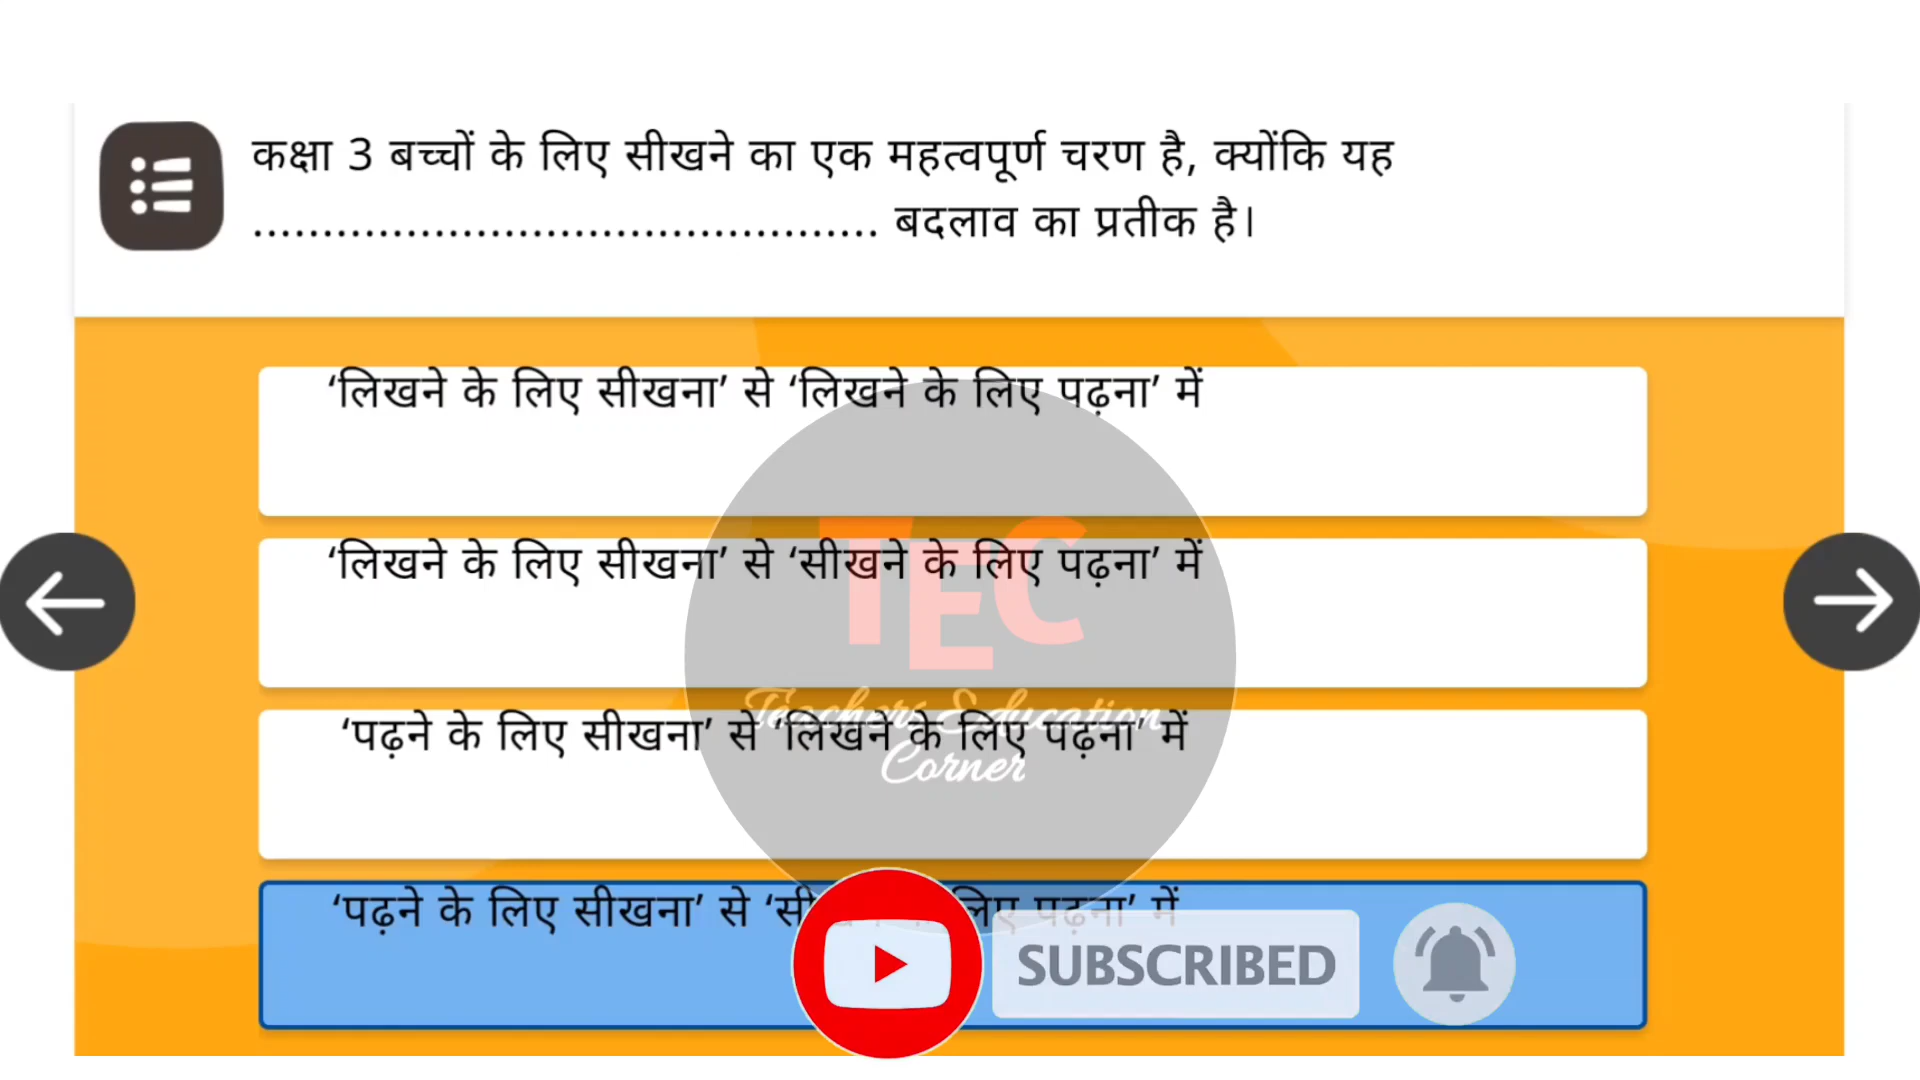 कक्षा 3 बच्चों के लिए सीखने का एक महत्वपूर्ण चरण है, क्योंकि यह
............................................. बदलाव का प्रतीक है।
‘लिखने के लिए सीखना’ से ‘लिखने के लिए पढ़ना’ में
‘लिखने के लिए सीखना’ से ‘सीखने के लिए पढ़ना’ में
TEC
Teachers Education
Corner
‘पढ़ने के लिए सीखना’ से ‘लिखने के लिए पढ़ना’ में
‘पढ़ने के लिए सीखना’ से लिए पढ़ना’ में
SUBSCRIBED